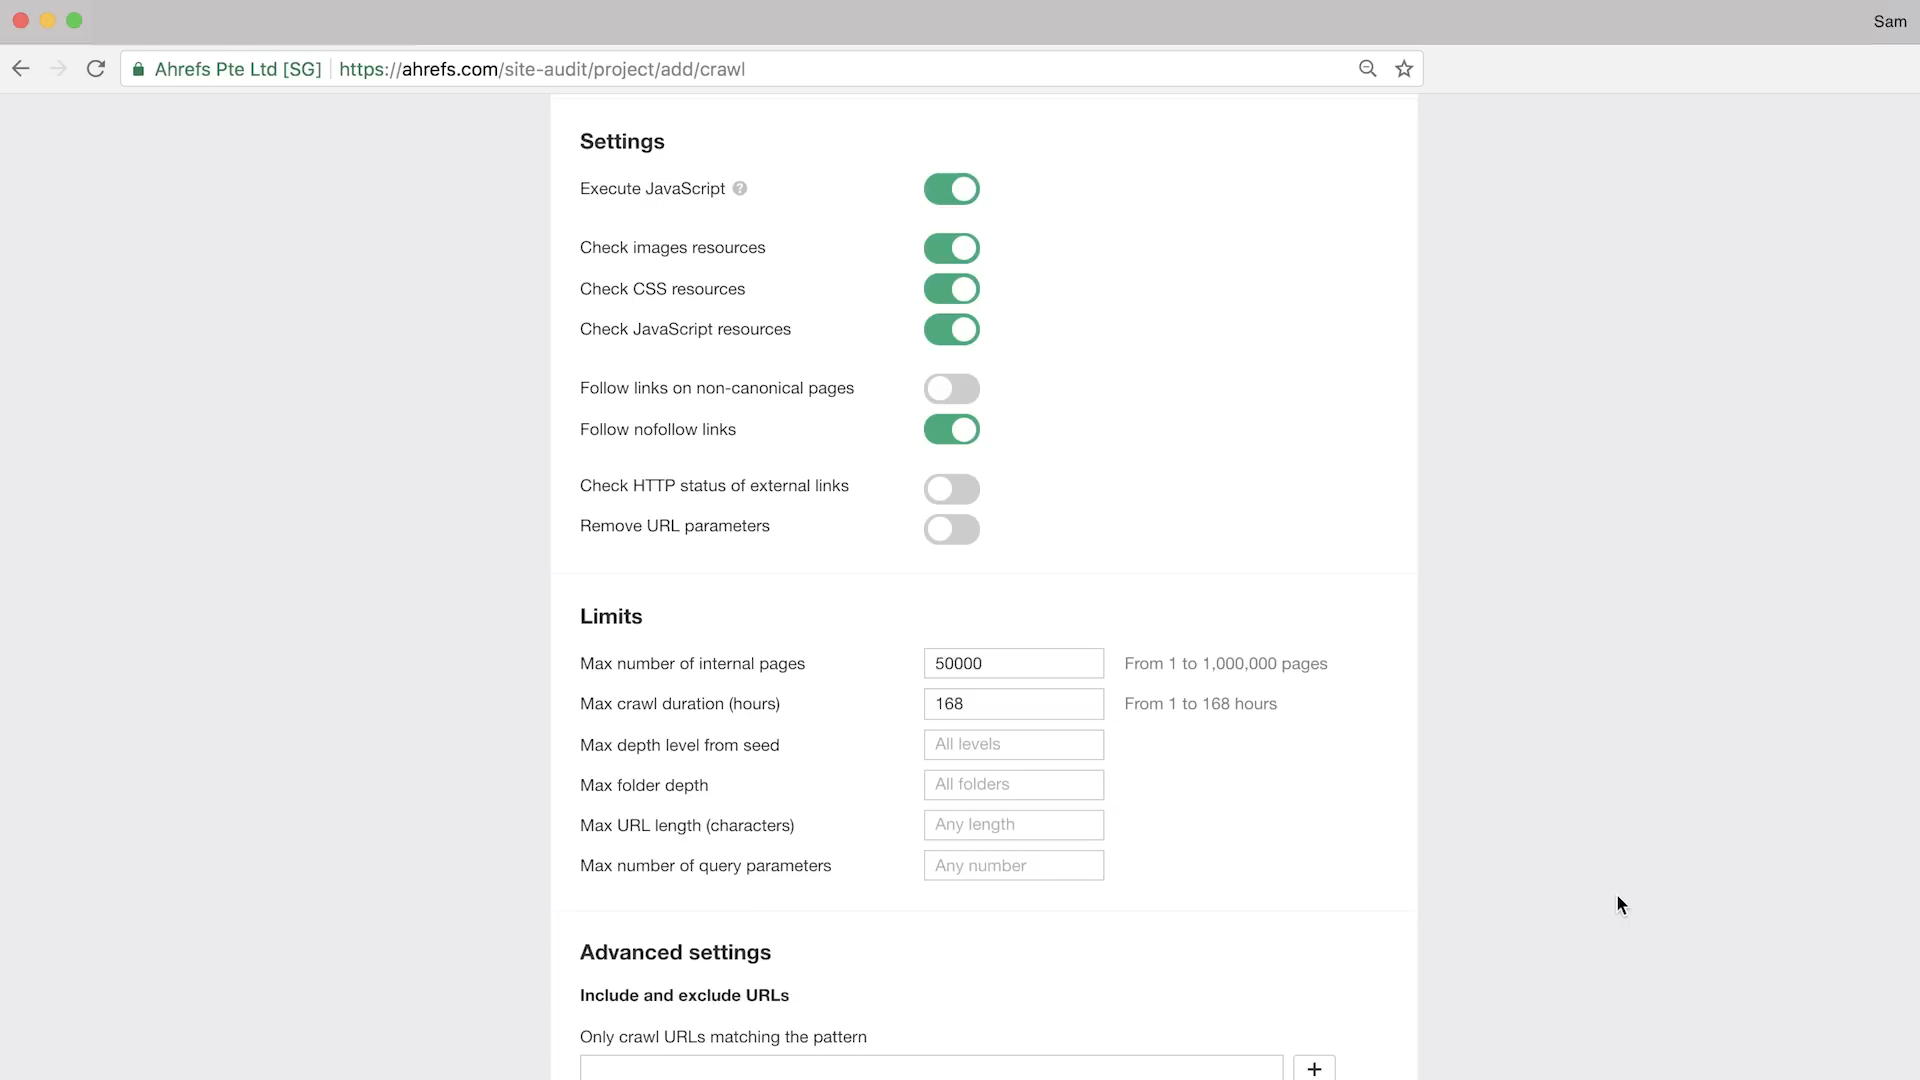 Sam
Ahrefs Pte Ltd [SG] https://ahrefs.com/site-audit/project/add/crawl
Settings
Execute JavaScript ?
Check images resources
Check CSS resources
Check JavaScript resources
Follow links on non-canonical pages
Follow nofollow links
Check HTTP status of external links
Remove URL parameters
Limits
Max number of internal pages 50000 From 1 to 1,000,000 pages
Max crawl duration (hours) 168 From 1 to 168 hours
Max depth level from seed All levels
Max folder depth All folders
Max URL length (characters) Any length
Max number of query parameters Any number
Advanced settings
Include and exclude URLs
Only crawl URLs matching the pattern
+